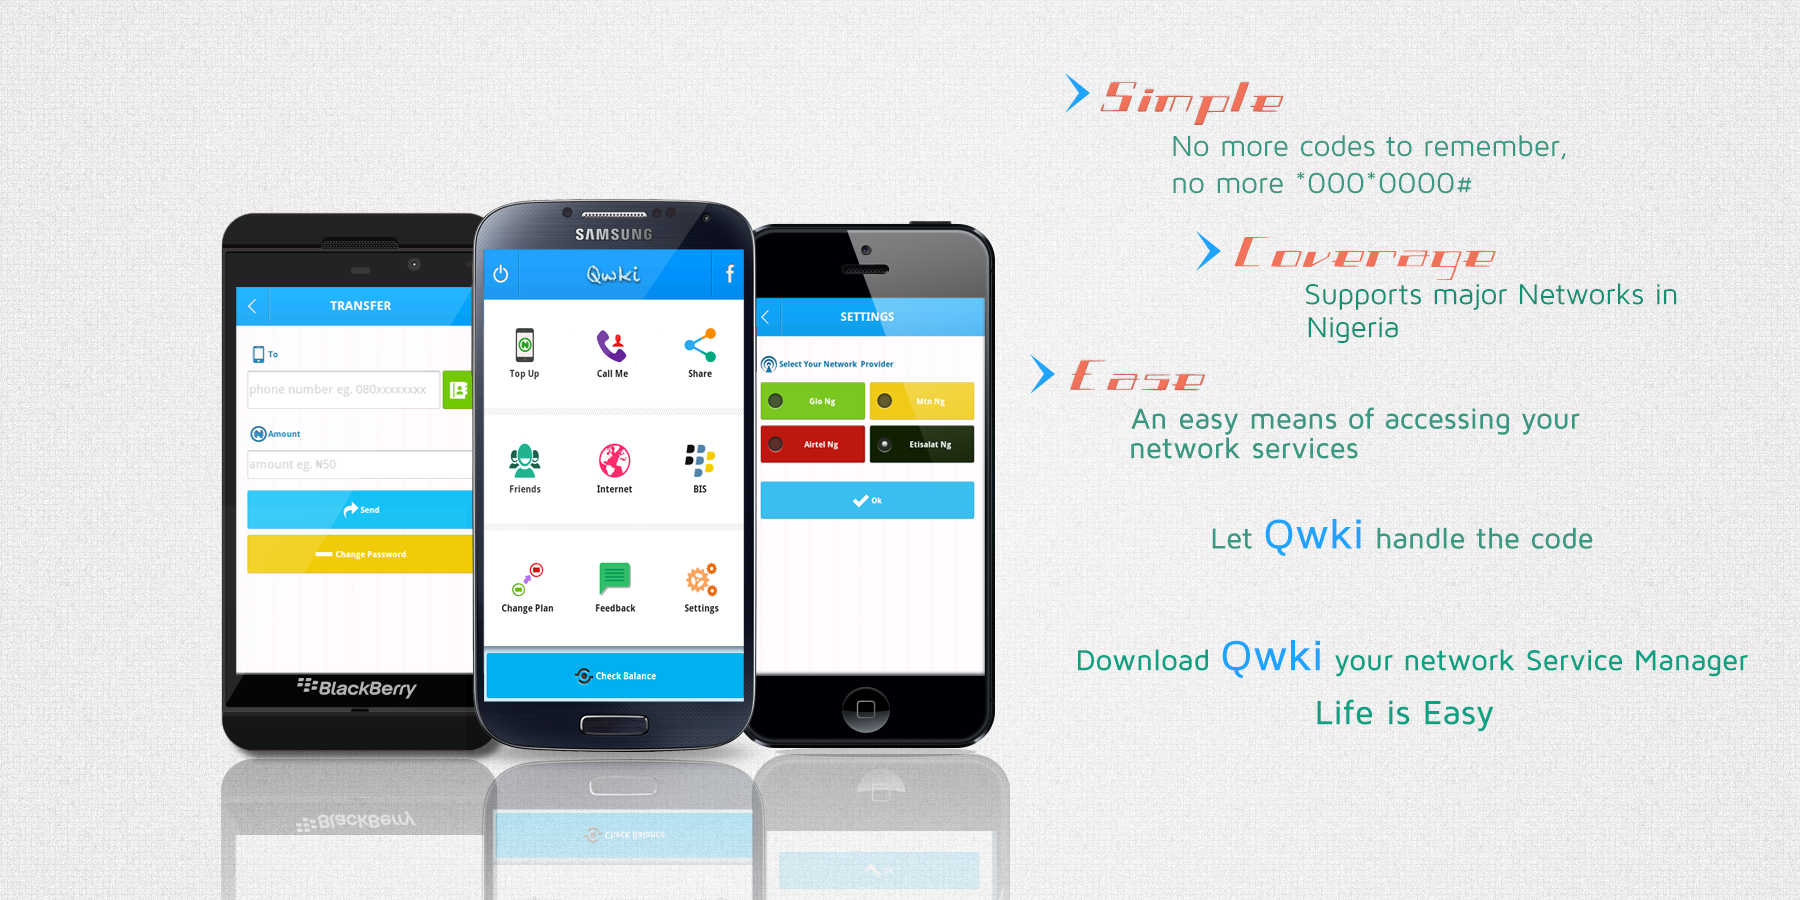 Simple
No more codes to remember,
no more *000*0000#
Coverage
Supports major Networks in
Nigeria
Ease
An easy means of accessing your
network services
Let Qwki handle the code
Download Qwki your network Service Manager
Life is Easy
TRANSFER
To
phone number eg. 080xxxxxxxx
Amount
amount eg. ₦50
Send
Change Password
BlackBerry
SAMSUNG
Qwki
f
Top Up
Call Me
Share
Friends
Internet
BIS
Change Plan
Feedback
Settings
Check Balance
SETTINGS
Select Your Network Provider
Glo Ng
Mtn Ng
Airtel Ng
Etisalat Ng
Ok
BlackBerry
Check Balance